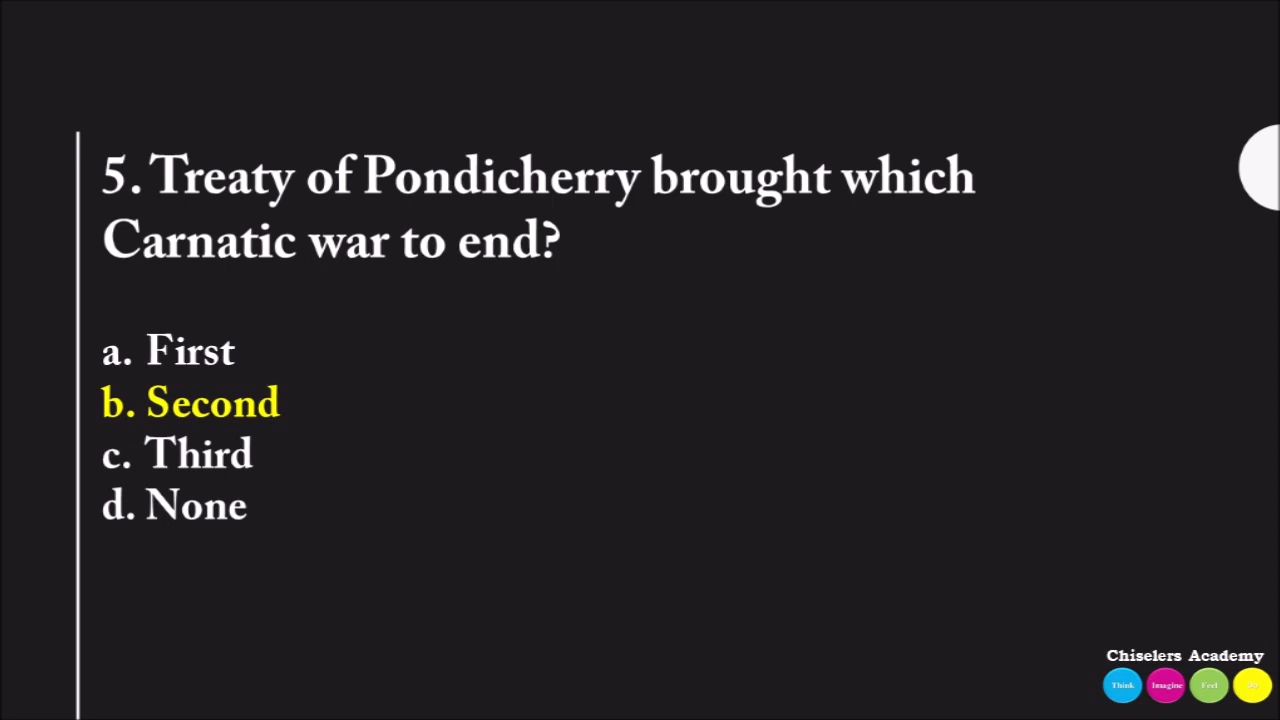 5. Treaty of Pondicherry brought which
Carnatic war to end?
a. First
b. Second
c. Third
d. None
Chiselers Academy
Think Imagine Feel